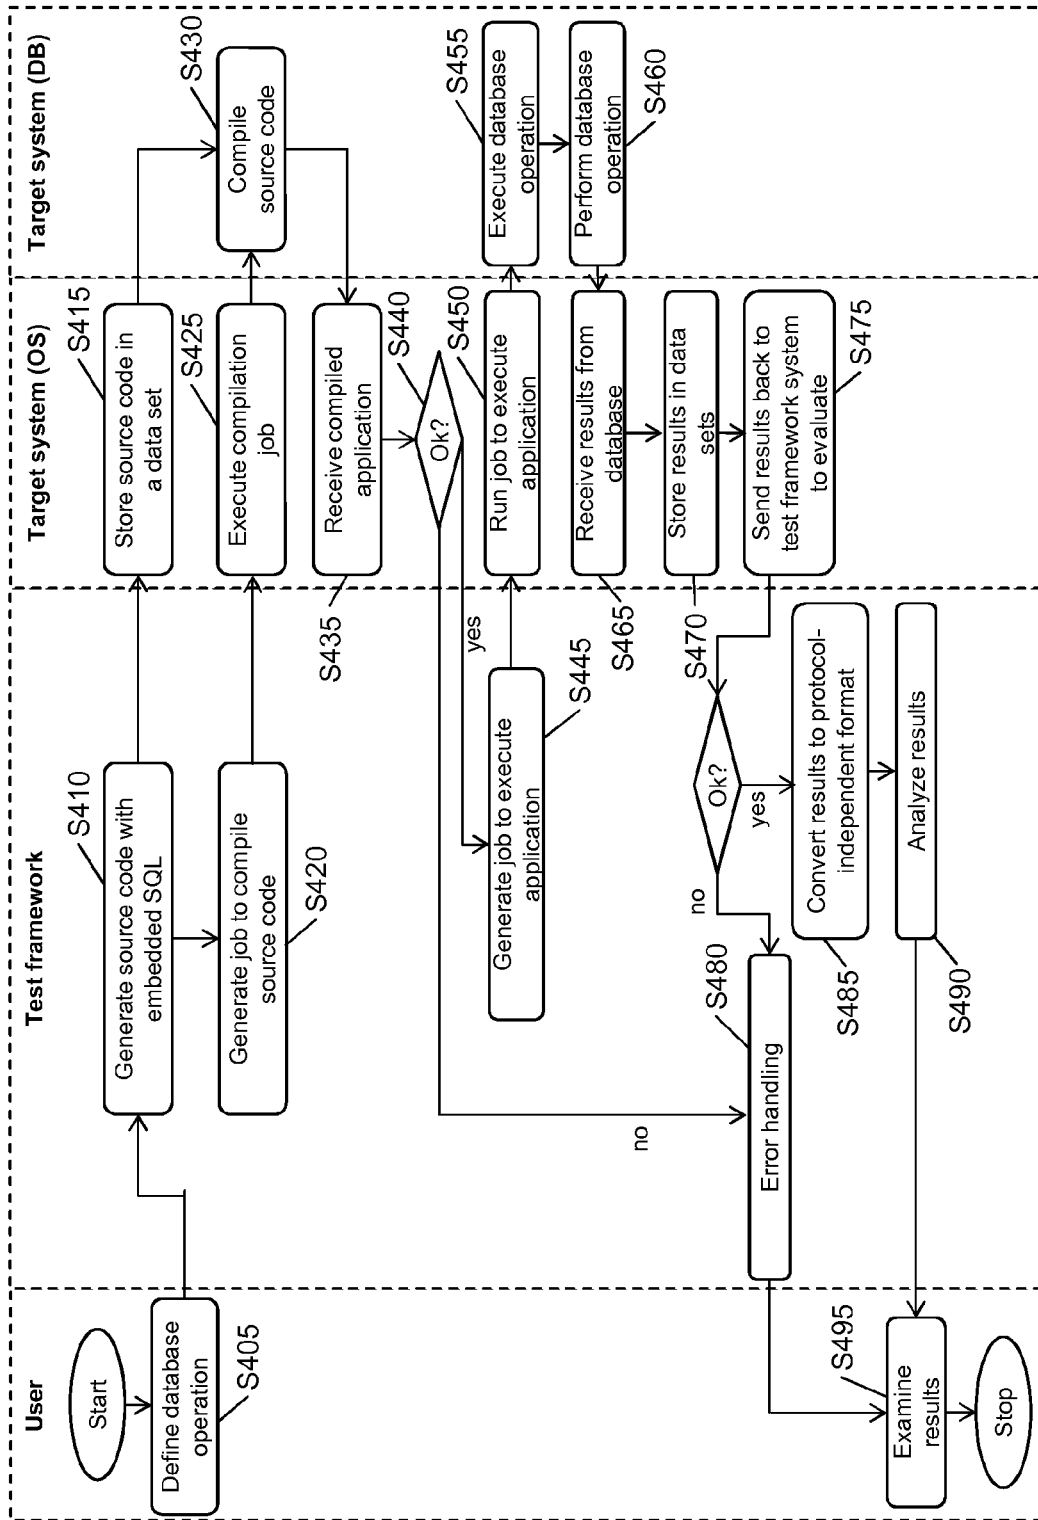 User
Test framework
Target system (OS)
Target system (DB)
Start
Define database
operation
S405
Generate source code with
embedded SQL
S410
Store source code in
a data set
S415
Generate job to compile
source code
S420
Execute compilation
job
S425
Compile
source code
S430
Receive compiled
application
S435
Ok?
S440
yes
no
Generate job to execute
application
S445
Run job to execute
application
S450
Execute database
operation
S455
Perform database
operation
S460
Receive results from
database
S465
Store results in data
sets
S470
Send results back to
test framework system
to evaluate
S475
Ok?
no
yes
Error handling
S480
Convert results to protocol-
independent format
S485
Analyze results
S490
Examine
results
S495
Stop